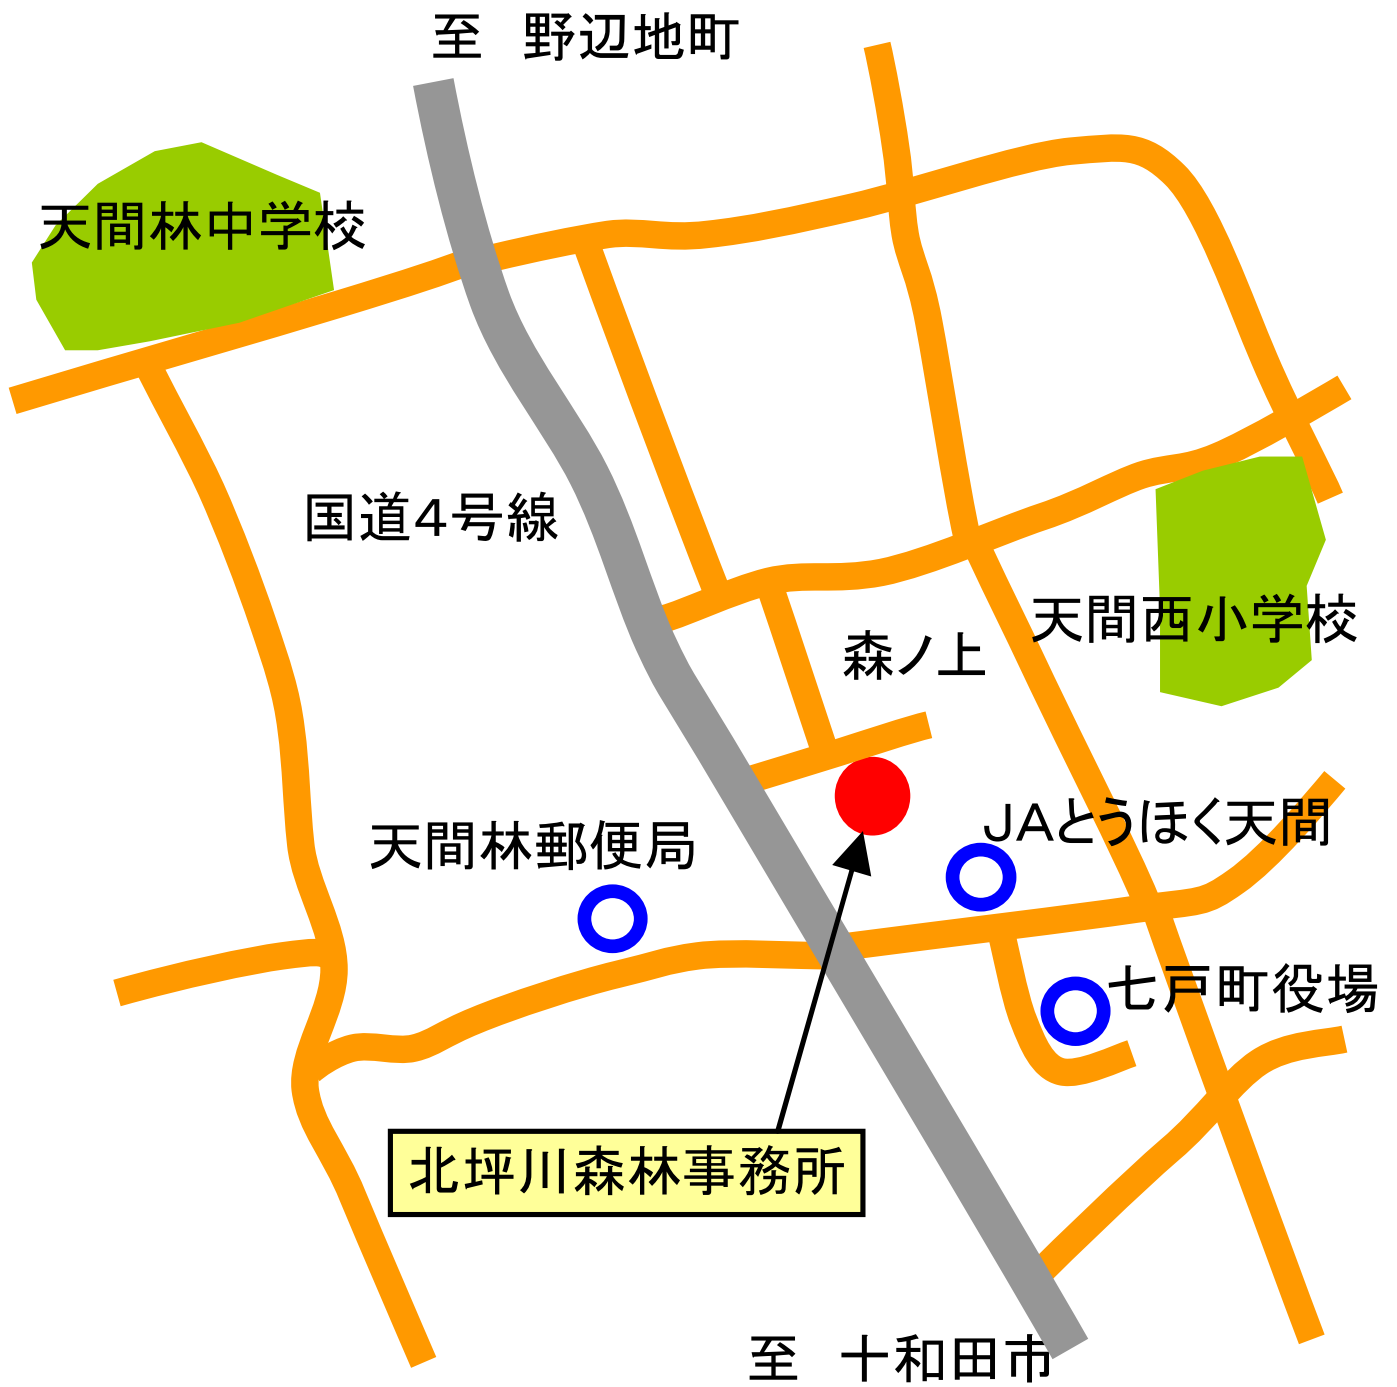 至　野辺地町
天間林中学校
国道4号線
天間西小学校
森ノ上
JAとうほく天間
天間林郵便局
七戸町役場
北坪川森林事務所
至　十和田市